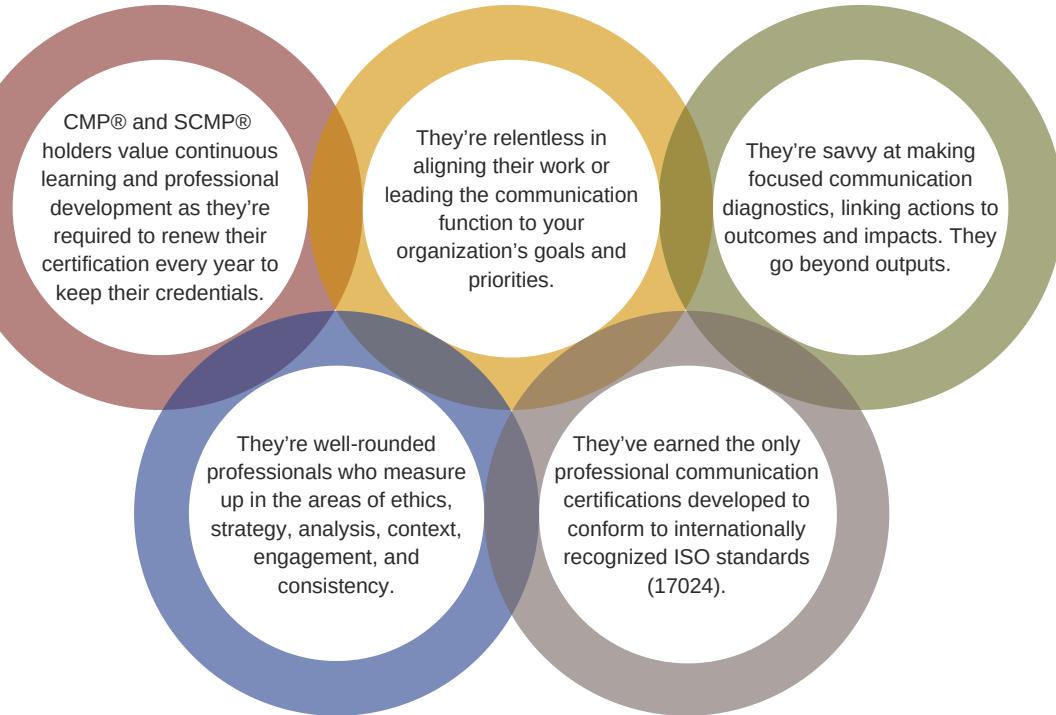 CMP® and SCMP®
holders value continuous
learning and professional
development as they’re
required to renew their
certification every year to
keep their credentials.
They’re relentless in
aligning their work or
leading the communication
function to your
organization’s goals and
priorities.
They’re savvy at making
focused communication
diagnostics, linking actions to
outcomes and impacts. They
go beyond outputs.
They’re well-rounded
professionals who measure
up in the areas of ethics,
strategy, analysis, context,
engagement, and
consistency.
They’ve earned the only
professional communication
certifications developed to
conform to internationally
recognized ISO standards
(17024).